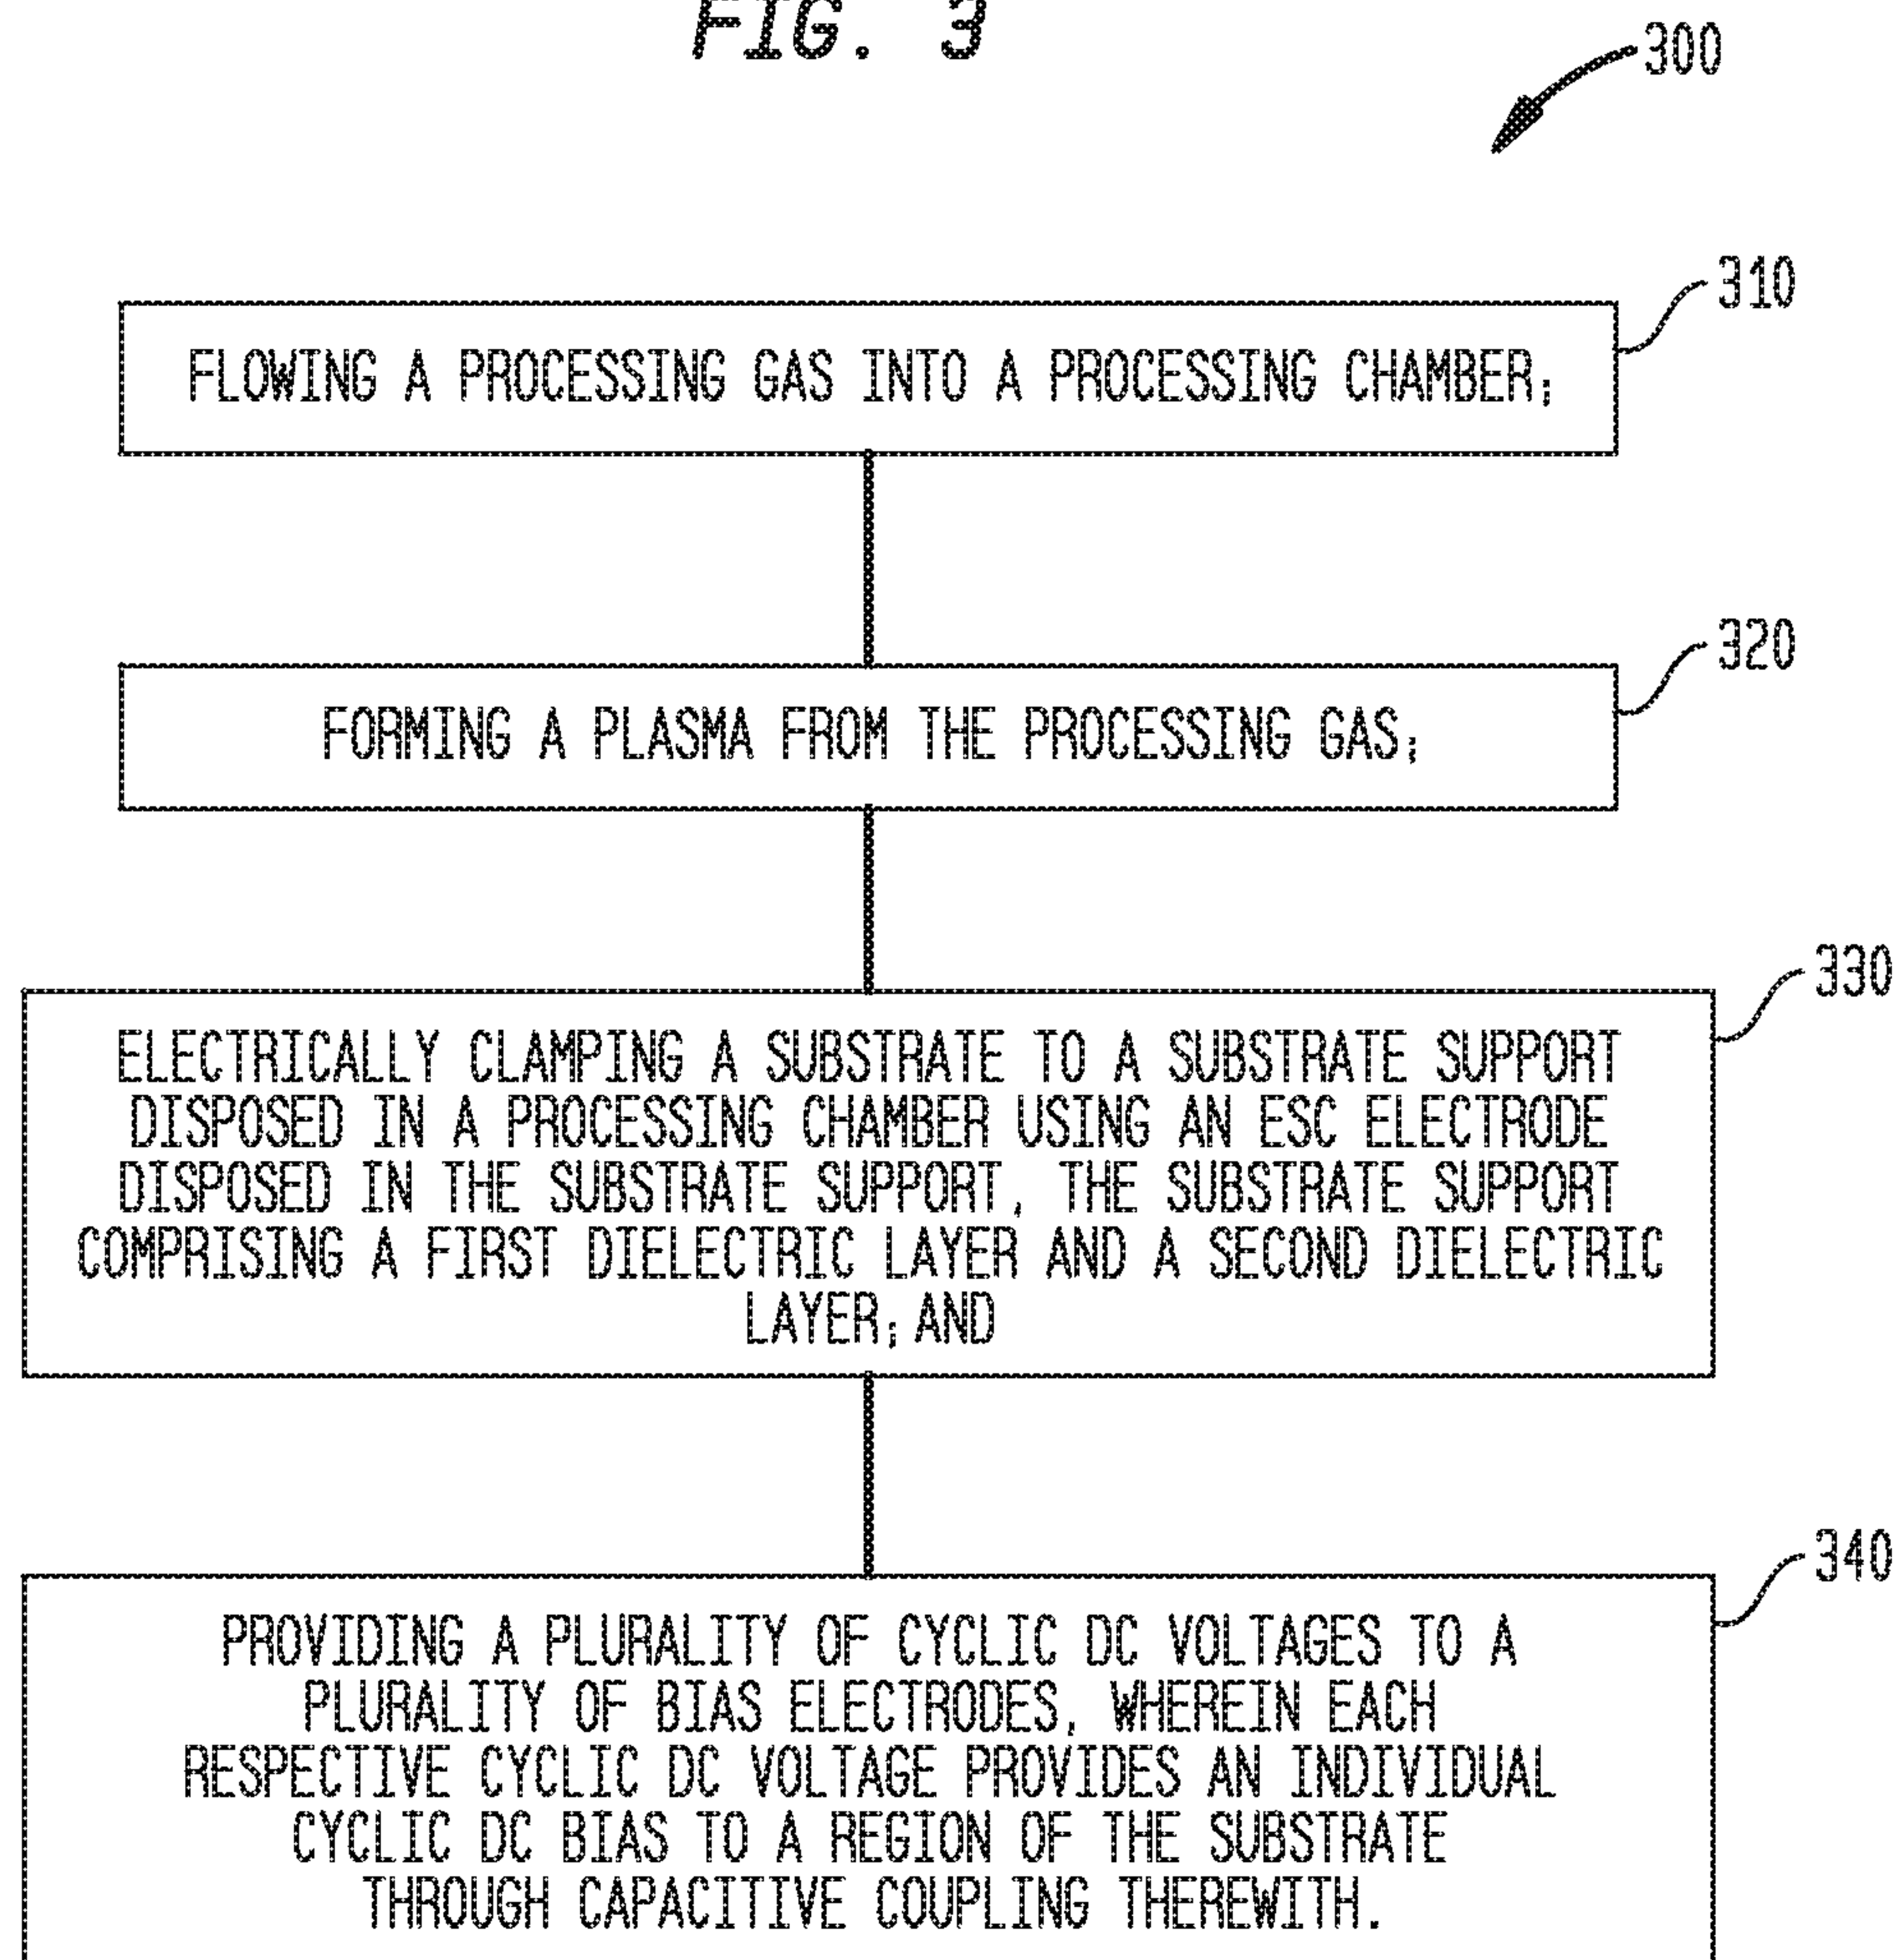 FIG. 3
300
310
FLOWING A PROCESSING GAS INTO A PROCESSING CHAMBER;
320
FORMING A PLASMA FROM THE PROCESSING GAS;
330
ELECTRICALLY CLAMPING A SUBSTRATE TO A SUBSTRATE SUPPORT
DISPOSED IN A PROCESSING CHAMBER USING AN ESC ELECTRODE
DISPOSED IN THE SUBSTRATE SUPPORT, THE SUBSTRATE SUPPORT
COMPRISING A FIRST DIELECTRIC LAYER AND A SECOND DIELECTRIC
LAYER; AND
340
PROVIDING A PLURALITY OF CYCLIC DC VOLTAGES TO A
PLURALITY OF BIAS ELECTRODES, WHEREIN EACH
RESPECTIVE CYCLIC DC VOLTAGE PROVIDES AN INDIVIDUAL
CYCLIC DC BIAS TO A REGION OF THE SUBSTRATE
THROUGH CAPACITIVE COUPLING THEREWITH.